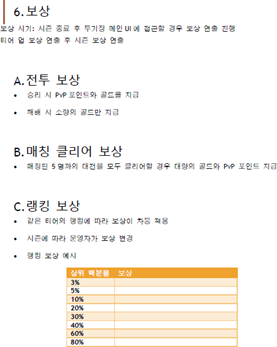 6.보상
보상 시기: 시즌 종료 후 투기장 메인 UI에 접근할 경우 보상 연출 진행
티어 업 보상 연출 후 시즌 보상 연출
A.전투 보상
• 승리 시 PvP포인트와 골드를 지급
• 패배 시 소량의 골드만 지급
B.매칭 클리어 보상
• 매칭된 5명과의 대전을 모두 클리어할 경우 대량의 골드와 PvP 포인트 지급
C.랭킹 보상
• 같은 티어의 랭킹에 따라 보상이 차등 적용
• 시즌에 따라 운영자가 보상 변경
• 랭킹 보상 예시
상위 백분율 보상
3%
5%
10%
20%
30%
40%
60%
80%